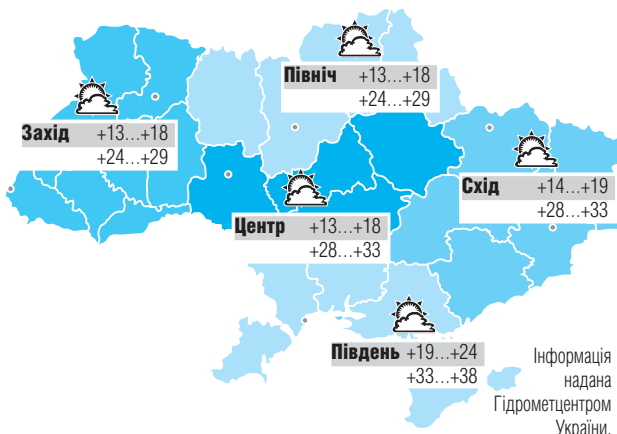 Північ +13...+18
+24...+29
Захід +13...+18
+24...+29
Схід +14...+19
+28...+33
Центр +13...+18
+28...+33
Південь +19...+24
+33...+38
Інформація
надана
Гідрометцентром
України.